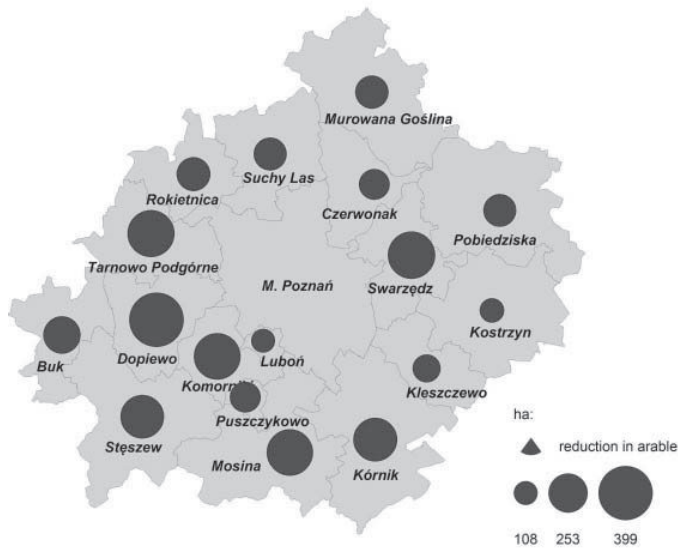 Murowana Goślina
Suchy Las
Rokietnica
Czerwonak
Pobiedziska
Tarnowo Podgórne
M. Poznań
Swarzędz
Kostrzyn
Buk
Dopiewo
Luboń
Kleszczewo
Puszczykowo
Stęszew
Mosina
Kórnik
ha:
reduction in arable
108 253 399